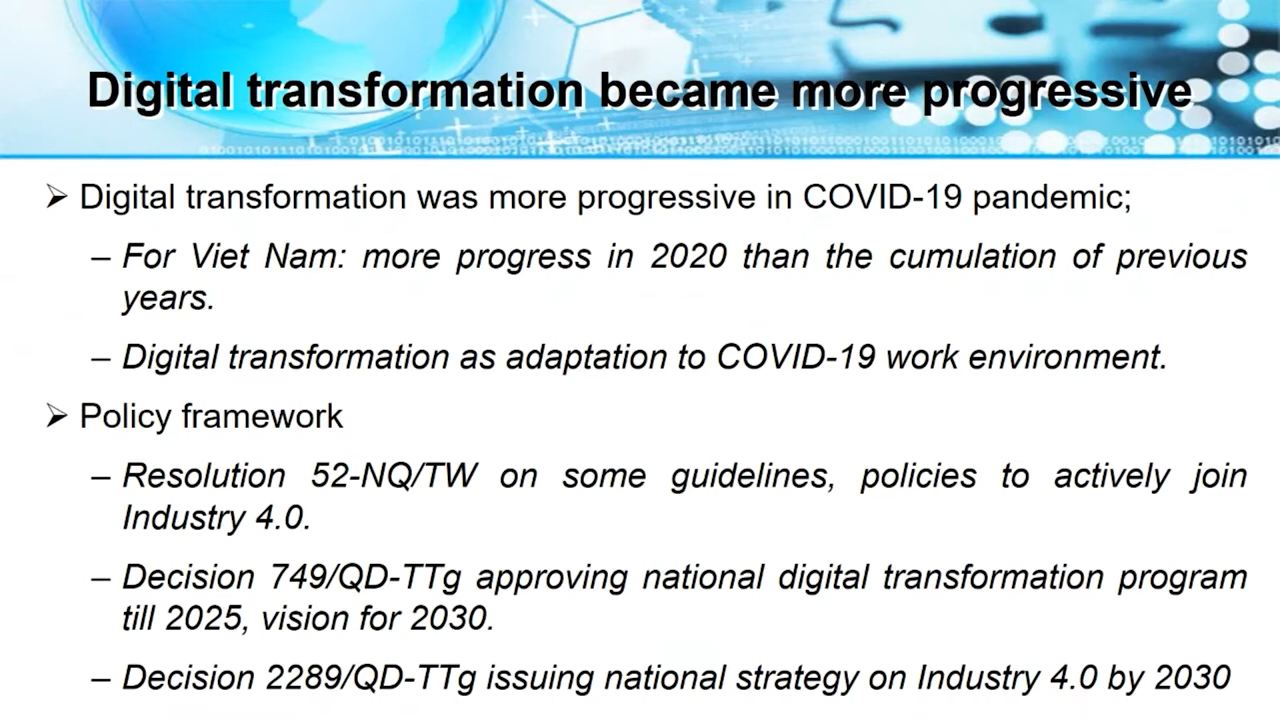 Digital transformation became more progressive
➢ Digital transformation was more progressive in COVID-19 pandemic;
– For Viet Nam: more progress in 2020 than the cumulation of previous
years.
– Digital transformation as adaptation to COVID-19 work environment.
➢ Policy framework
– Resolution 52-NQ/TW on some guidelines, policies to actively join
Industry 4.0.
– Decision 749/QD-TTg approving national digital transformation program
till 2025, vision for 2030.
– Decision 2289/QD-TTg issuing national strategy on Industry 4.0 by 2030